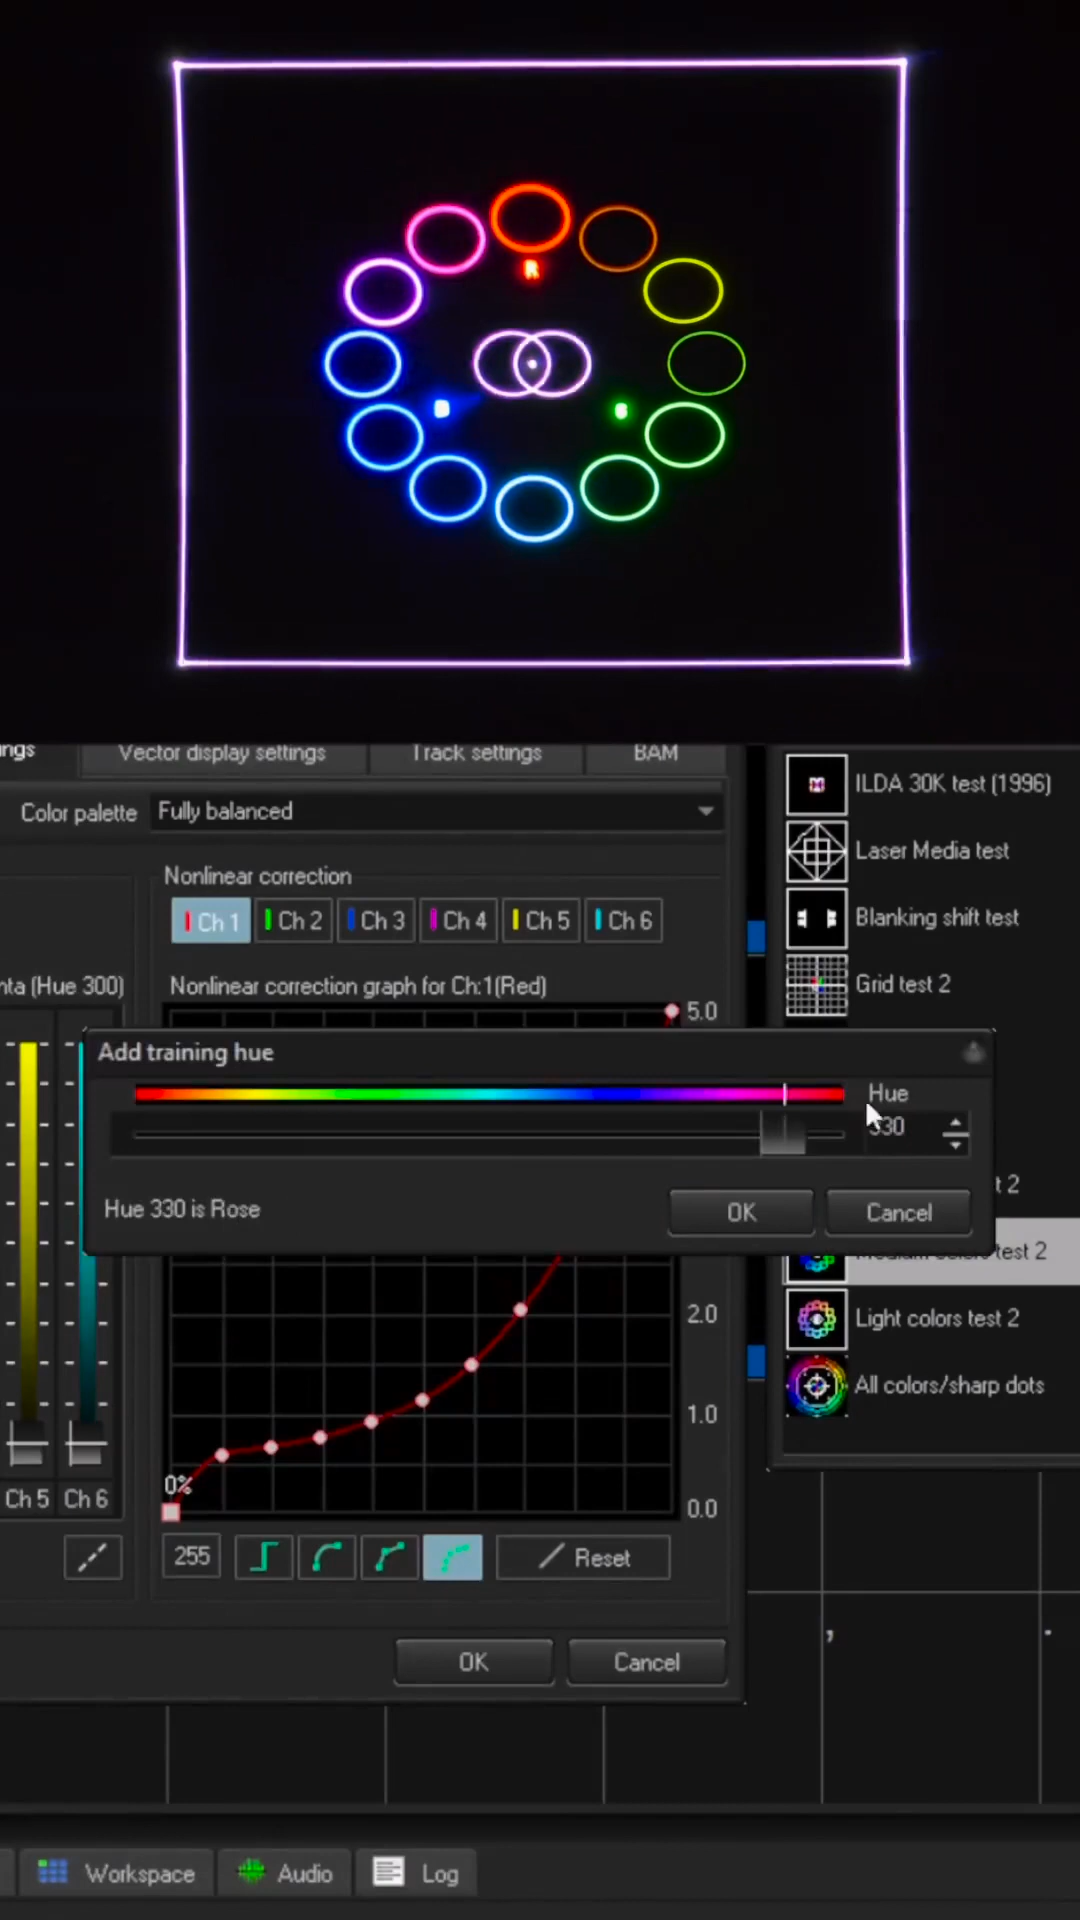 R
B
G
ngs
Vector display settings
Track settings
BAM
Color palette
Fully balanced
Nonlinear correction
Ch 1
Ch 2
Ch 3
Ch 4
Ch 5
Ch 6
nta (Hue 300)
Nonlinear correction graph for Ch:1(Red)
5.0
ILDA 30K test (1996)
Laser Media test
Blanking shift test
Grid test 2
Add training hue
Hue
330
Hue 330 is Rose
OK
Cancel
t 2
Medium colors test 2
Light colors test 2
All colors/sharp dots
2.0
1.0
0.0
0%
Ch 5
Ch 6
255
Reset
OK
Cancel
Workspace
Audio
Log